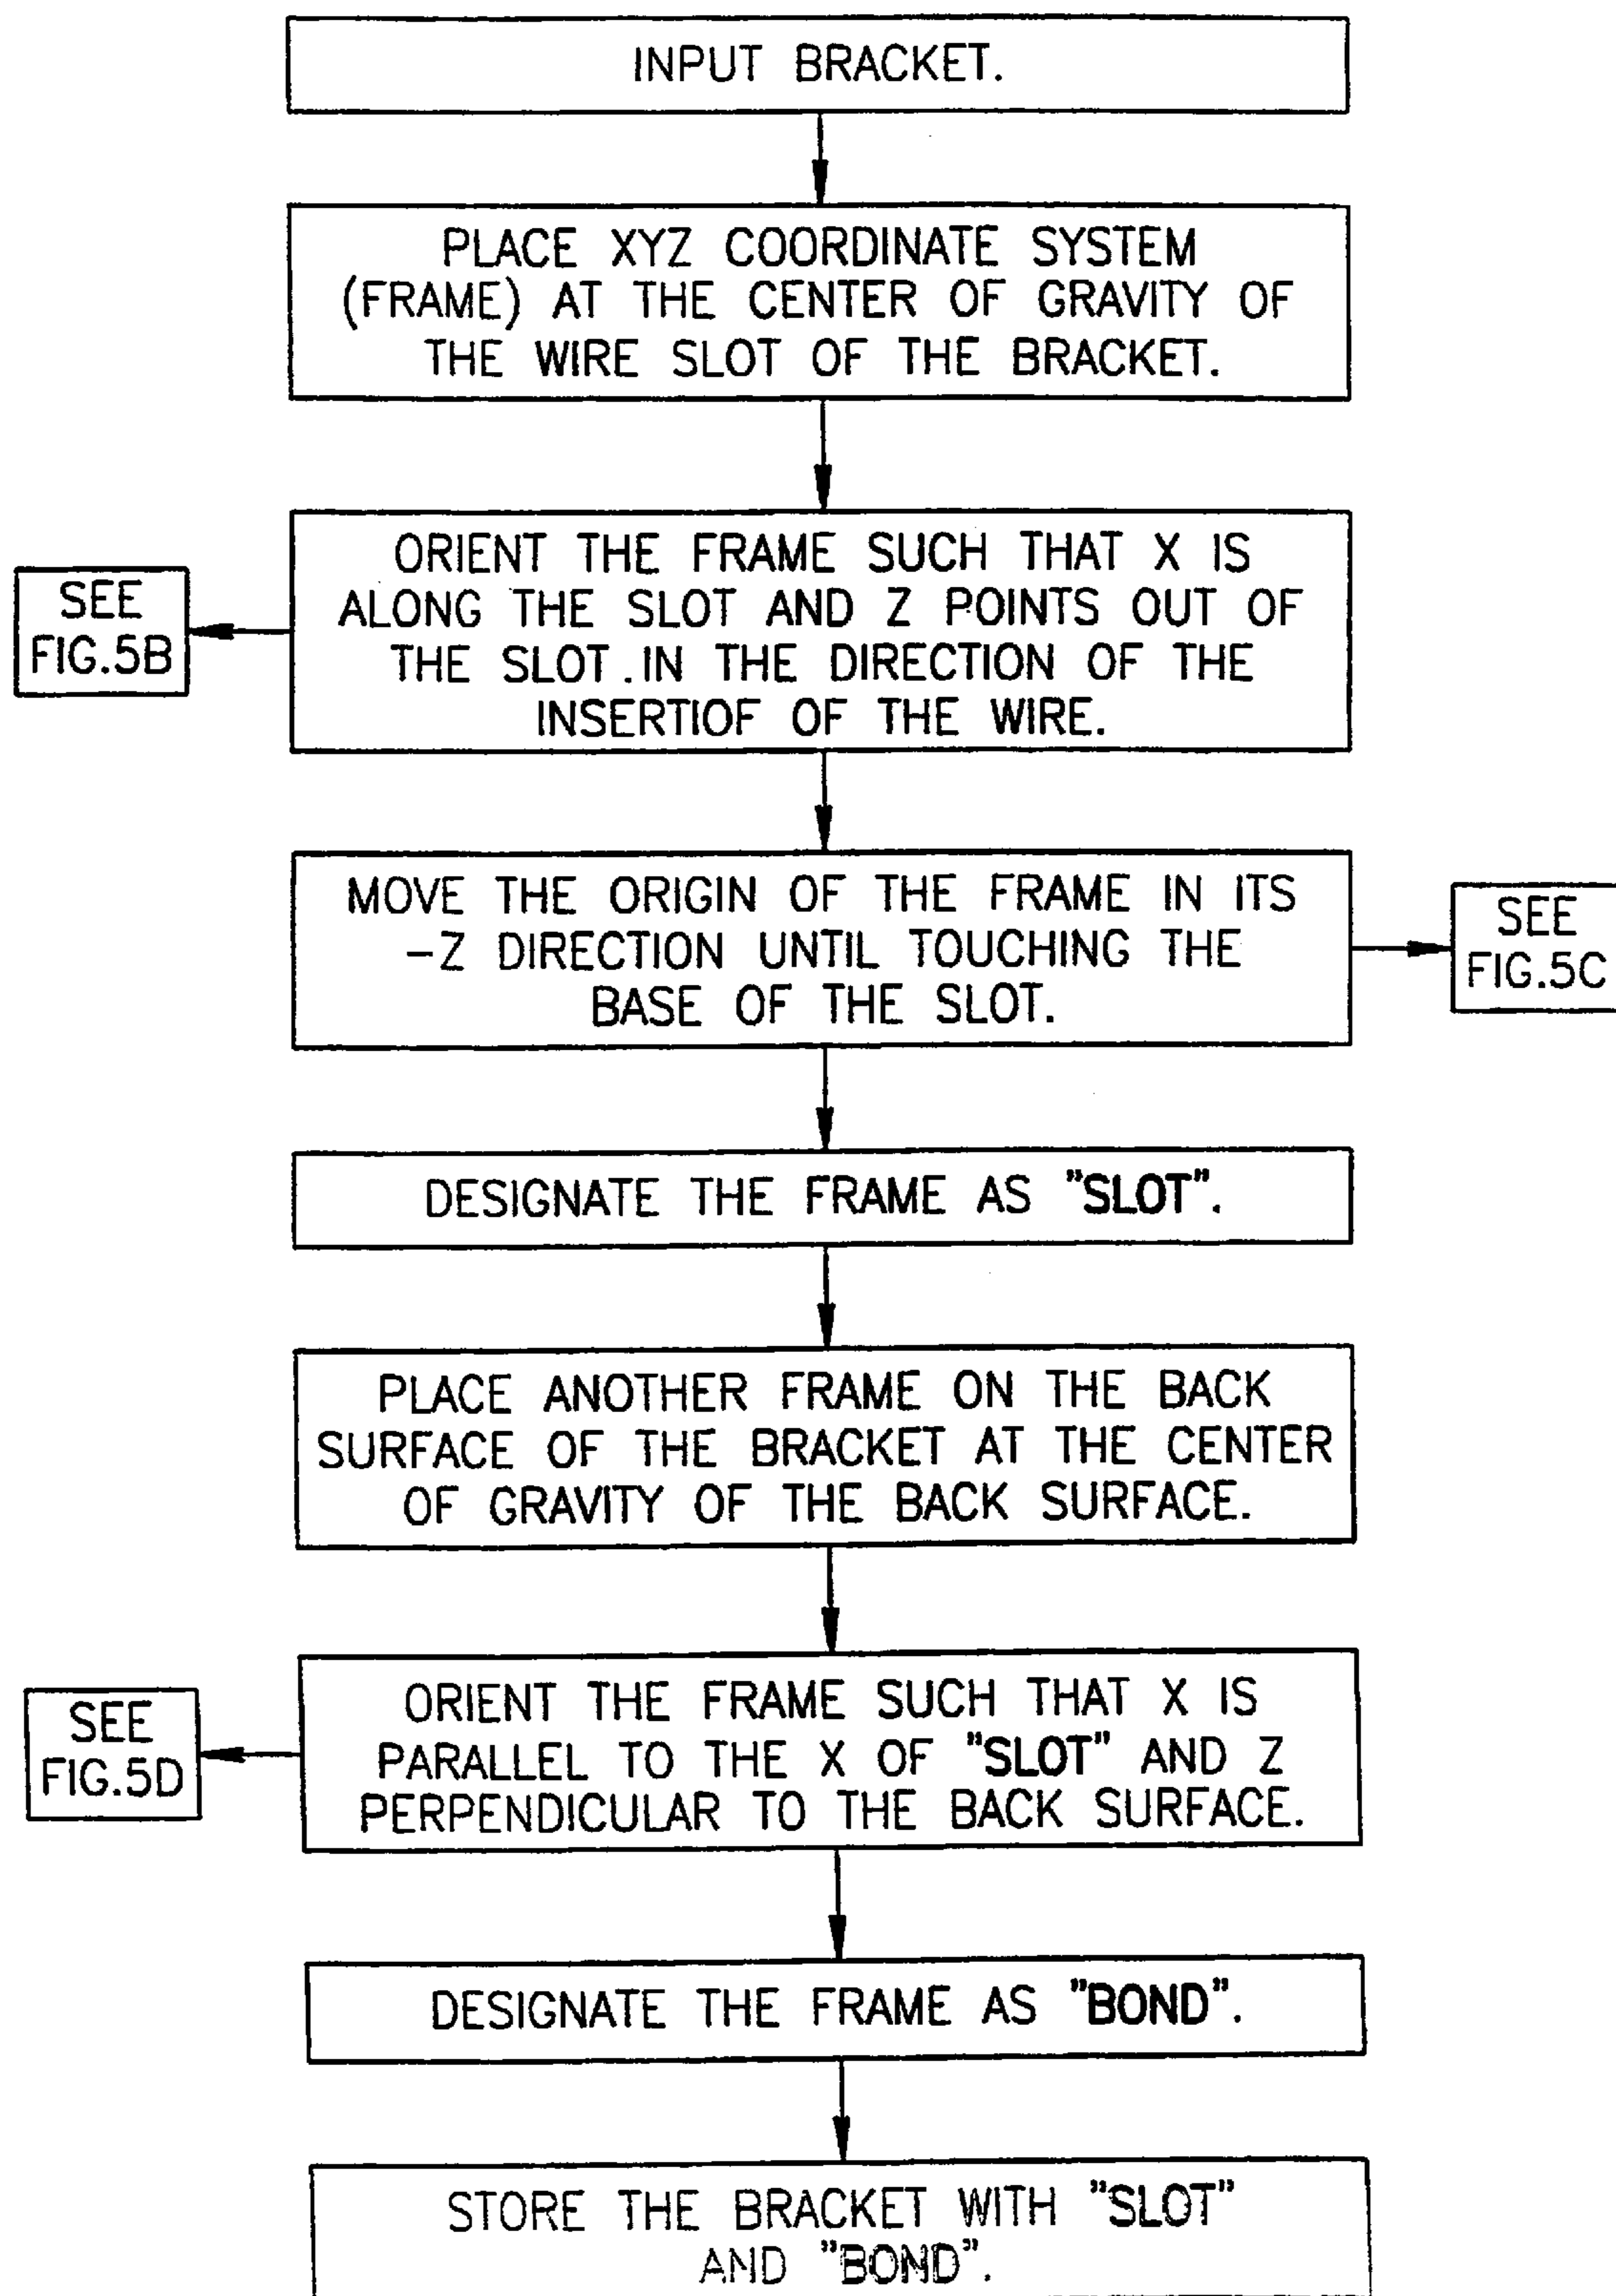 INPUT BRACKET.
PLACE XYZ COORDINATE SYSTEM
(FRAME) AT THE CENTER OF GRAVITY OF
THE WIRE SLOT OF THE BRACKET.
ORIENT THE FRAME SUCH THAT X IS
ALONG THE SLOT AND Z POINTS OUT OF
THE SLOT.IN THE DIRECTION OF THE
INSERTIOF OF THE WIRE.
SEE
FIG.5B
MOVE THE ORIGIN OF THE FRAME IN ITS
-Z DIRECTION UNTIL TOUCHING THE
BASE OF THE SLOT.
SEE
FIG.5C
DESIGNATE THE FRAME AS "SLOT".
PLACE ANOTHER FRAME ON THE BACK
SURFACE OF THE BRACKET AT THE CENTER
OF GRAVITY OF THE BACK SURFACE.
ORIENT THE FRAME SUCH THAT X IS
PARALLEL TO THE X OF "SLOT" AND Z
PERPENDICULAR TO THE BACK SURFACE.
SEE
FIG.5D
DESIGNATE THE FRAME AS "BOND".
STORE THE BRACKET WITH "SLOT"
AND "BOND".